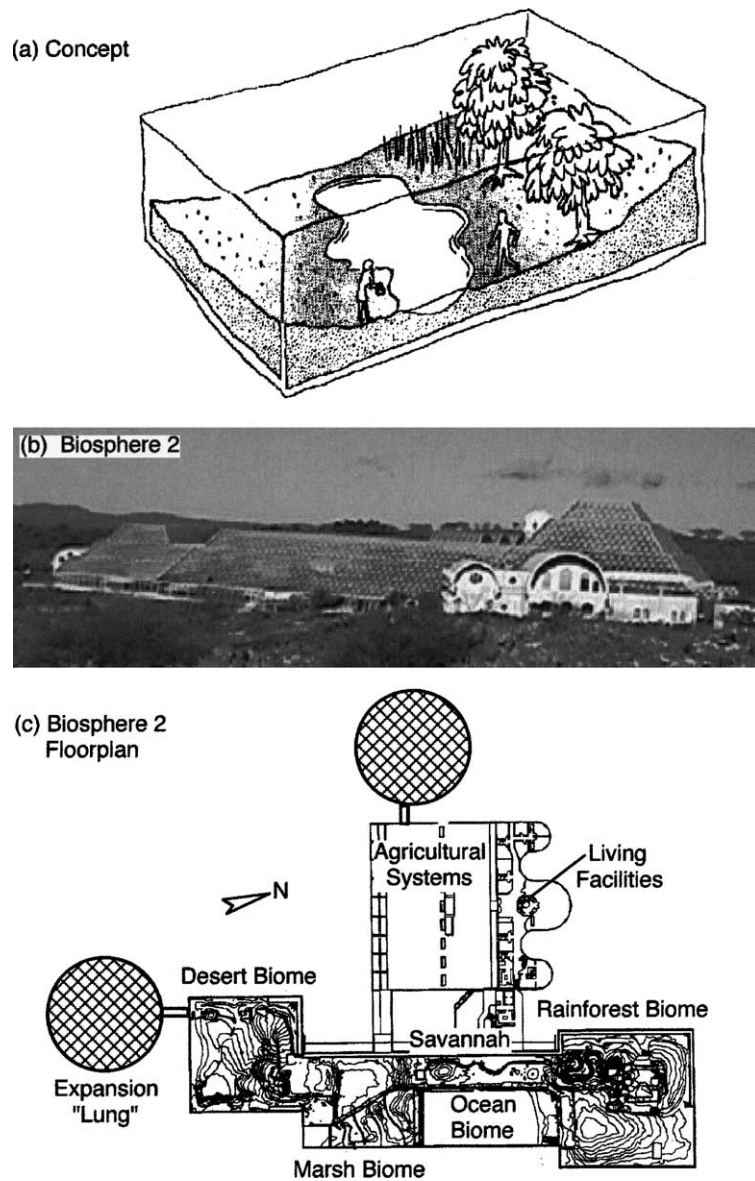 (a) Concept
(b) Biosphere 2
(c) Biosphere 2
Floorplan
Agricultural
Systems
Living
Facilities
N
Desert Biome
Rainforest Biome
Savannah
Expansion
"Lung"
Ocean
Biome
Marsh Biome